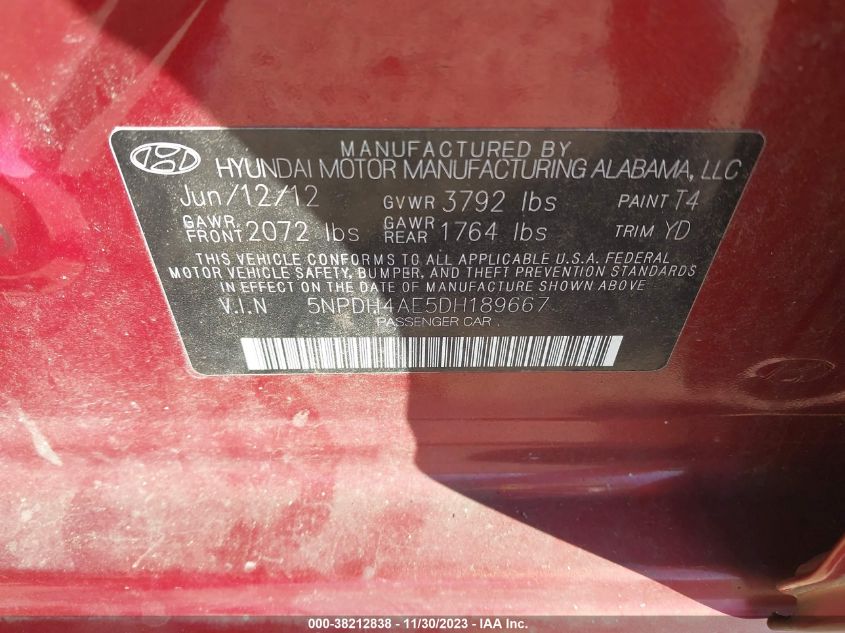 MANUFACTURED BY
HYUNDAI MOTOR MANUFACTURING ALABAMA, LLC
Jun/12/12 GVWR 3792 lbs PAINT T4
GAWR FRONT 2072 lbs GAWR REAR 1764 lbs TRIM YD
THIS VEHICLE CONFORMS TO ALL APPLICABLE U.S.A. FEDERAL
MOTOR VEHICLE SAFETY, BUMPER, AND THEFT PREVENTION STANDARDS
IN EFFECT ON THE DATE OF MANUFACTURE SHOWN ABOVE
V.I.N 5NPDH4AE5DH189667
PASSENGER CAR
000-38212838 - 11/30/2023 - IAA Inc.